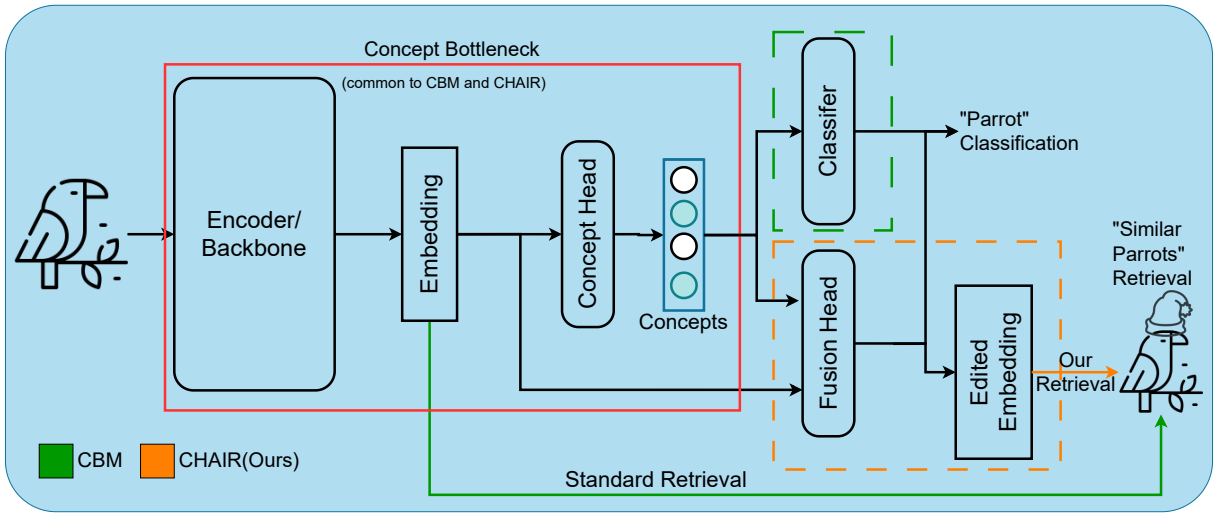 Concept Bottleneck
(common to CBM and CHAIR)
Encoder/
Backbone
Embedding
Concept Head
Concepts
Classifer
"Parrot"
Classification
Fusion Head
Edited
Embedding
Our
Retrieval
"Similar
Parrots"
Retrieval
CBM
CHAIR(Ours)
Standard Retrieval